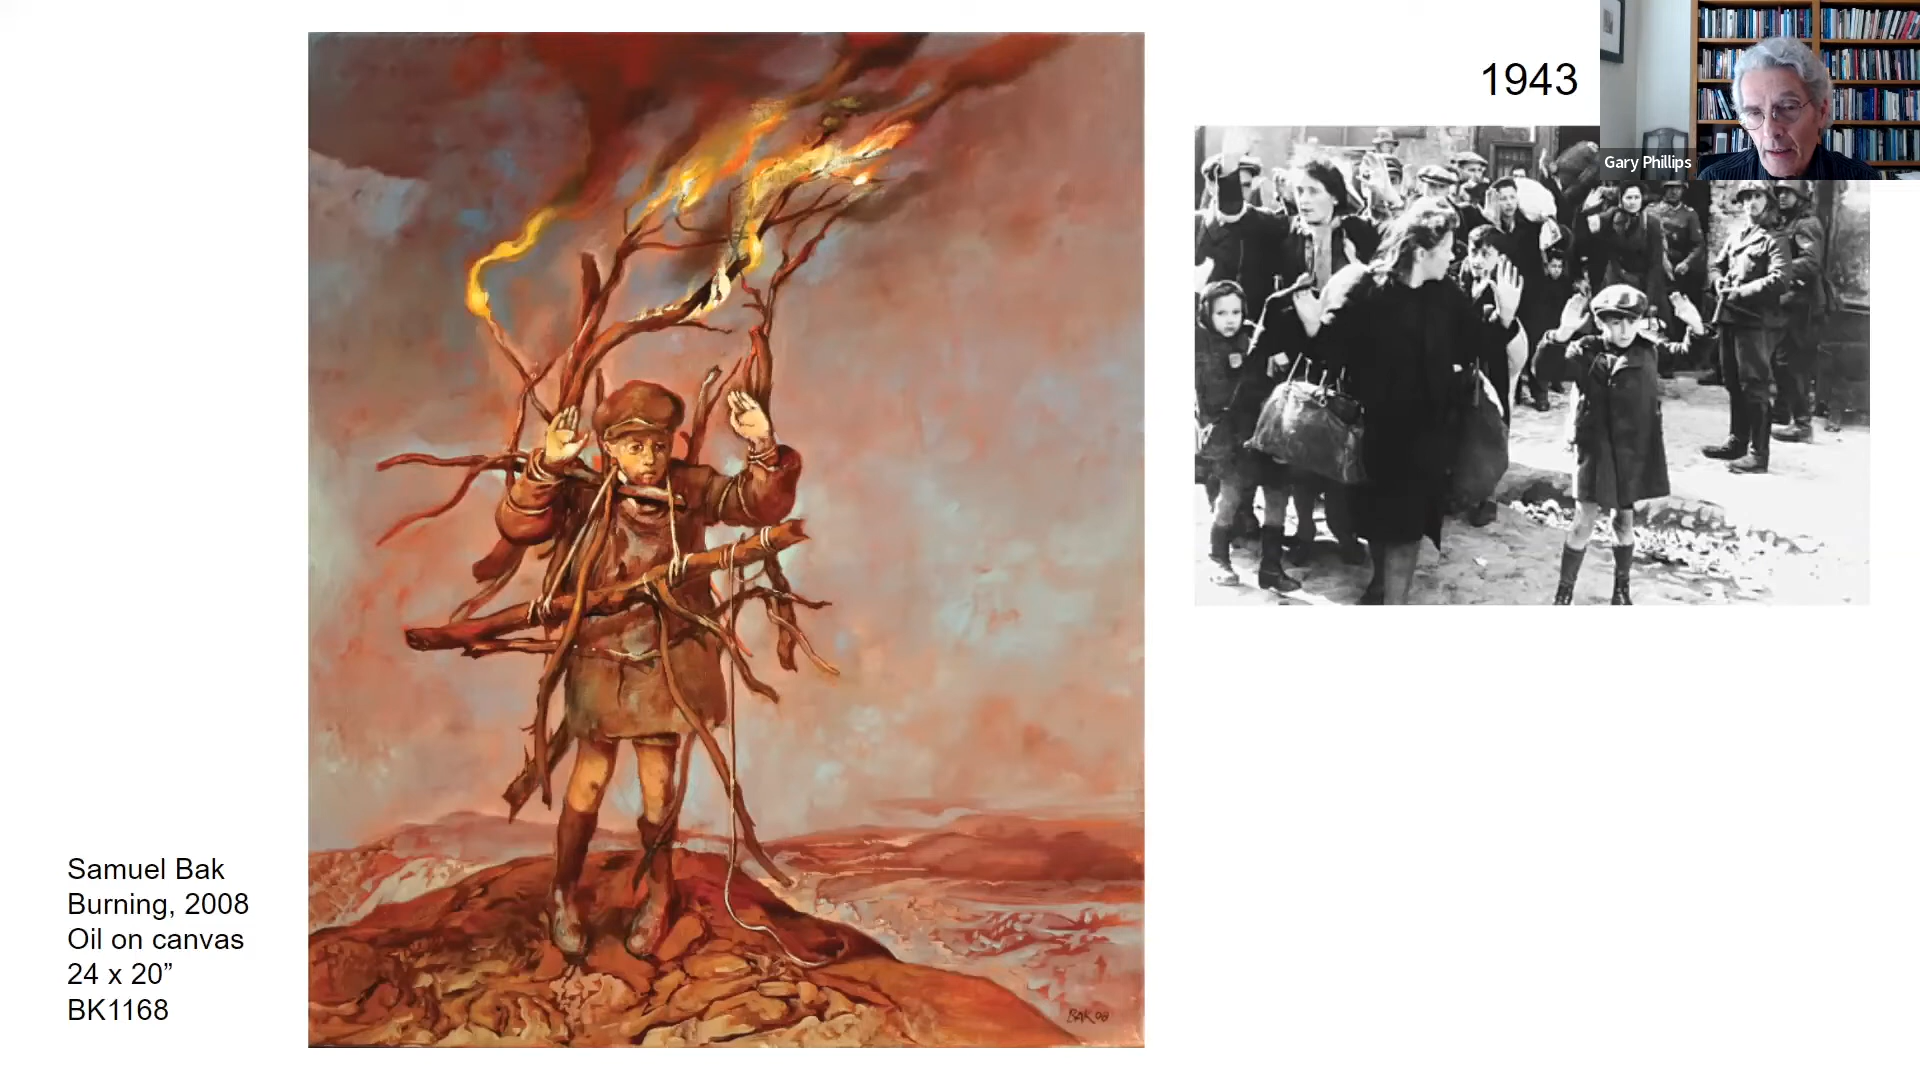 1943
Gary Phillips
Samuel Bak
Burning, 2008
Oil on canvas
24 x 20”
BK1168
BAK 08